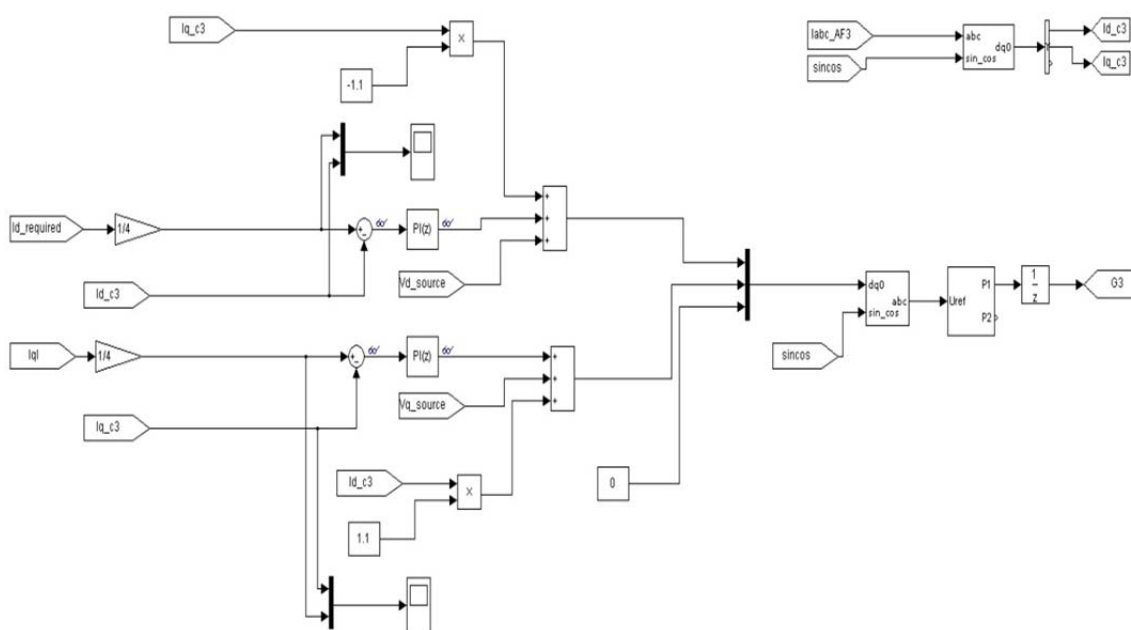 Iq_c3
X
-1.1
Iabc_AF3
sincos
abc
sin_cos
dq0
Id_c3
Iq_c3
Id_required
1/4
+
-
PI(z)
+
+
+
Id_c3
Vd_source
Iql
1/4
+
-
PI(z)
+
+
+
Iq_c3
Vq_source
Id_c3
X
1.1
0
dq0
abc
sin_cos
sincos
Uref
P1
P2
1
z
G3